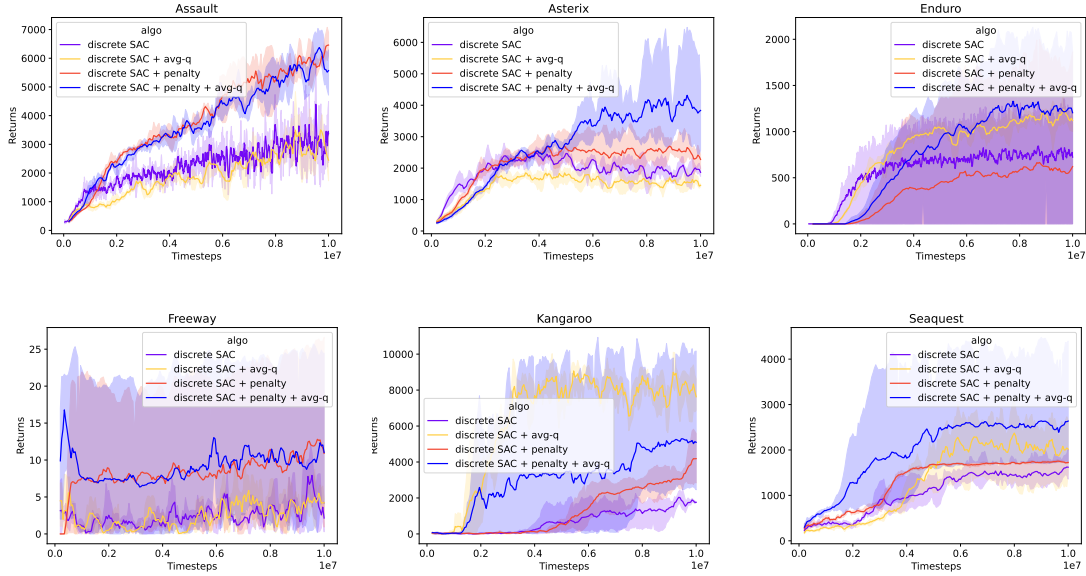 Assault
7000
6000
5000
4000
3000
2000
1000
0
Returns
algo
discrete SAC
discrete SAC + avg-q
discrete SAC + penalty
discrete SAC + penalty + avg-q
0.0 0.2 0.4 0.6 0.8 1.0
Timesteps 1e7
Asterix
6000
5000
4000
3000
2000
1000
0
Returns
algo
discrete SAC
discrete SAC + avg-q
discrete SAC + penalty
discrete SAC + penalty + avg-q
0.0 0.2 0.4 0.6 0.8 1.0
Timesteps 1e7
Enduro
2000
1500
1000
500
0
Returns
algo
discrete SAC
discrete SAC + avg-q
discrete SAC + penalty
discrete SAC + penalty + avg-q
0.0 0.2 0.4 0.6 0.8 1.0
Timesteps 1e7
Freeway
25
20
15
10
5
0
Returns
algo
discrete SAC
discrete SAC + avg-q
discrete SAC + penalty
discrete SAC + penalty + avg-q
0.0 0.2 0.4 0.6 0.8 1.0
Timesteps 1e7
Kangaroo
10000
8000
6000
4000
2000
0
Returns
algo
discrete SAC
discrete SAC + avg-q
discrete SAC + penalty
discrete SAC + penalty + avg-q
0.0 0.2 0.4 0.6 0.8 1.0
Timesteps 1e7
Seaquest
4000
3000
2000
1000
0
Returns
algo
discrete SAC
discrete SAC + avg-q
discrete SAC + penalty
discrete SAC + penalty + avg-q
0.0 0.2 0.4 0.6 0.8 1.0
Timesteps 1e7